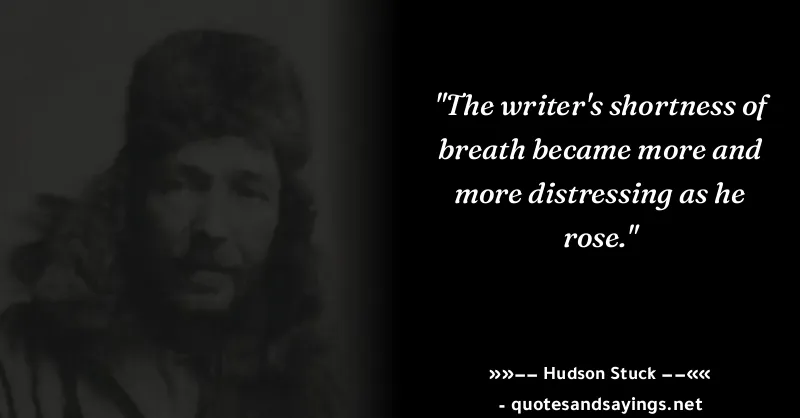 "The writer's shortness of
breath became more and
more distressing as he
rose."
»»—— Hudson Stuck ——««
- quotesandsayings.net